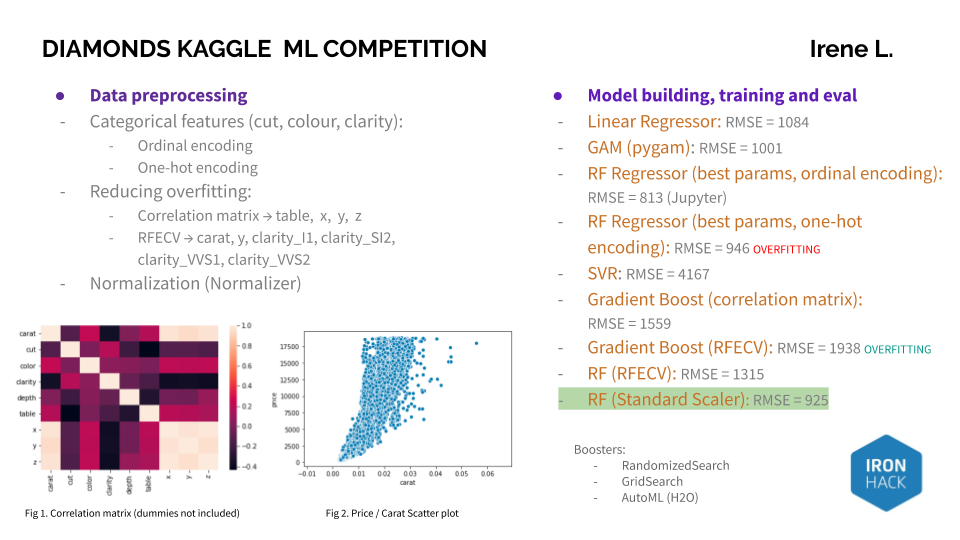 DIAMONDS KAGGLE ML COMPETITION
Irene L.
● Data preprocessing
- Categorical features (cut, colour, clarity):
- Ordinal encoding
- One-hot encoding
- Reducing overfitting:
- Correlation matrix → table, x, y, z
- RFECV → carat, y, clarity_I1, clarity_SI2,
clarity_VVS1, clarity_VVS2
- Normalization (Normalizer)
carat
cut
color
clarity
depth
table
x
y
z
carat
cut
color
clarity
depth
table
x
y
z
1.0
0.8
0.6
0.4
0.2
0.0
−0.2
−0.4
Fig 1. Correlation matrix (dummies not included)
price
17500
15000
12500
10000
7500
5000
2500
0
−0.01 0.00 0.01 0.02 0.03 0.04 0.05 0.06
carat
Fig 2. Price / Carat Scatter plot
● Model building, training and eval
- Linear Regressor: RMSE = 1084
- GAM (pygam): RMSE = 1001
- RF Regressor (best params, ordinal encoding):
RMSE = 813 (Jupyter)
- RF Regressor (best params, one-hot
encoding): RMSE = 946 OVERFITTING
- SVR: RMSE = 4167
- Gradient Boost (correlation matrix):
RMSE = 1559
- Gradient Boost (RFECV): RMSE = 1938 OVERFITTING
- RF (RFECV): RMSE = 1315
- RF (Standard Scaler): RMSE = 925
Boosters:
- RandomizedSearch
- GridSearch
- AutoML (H2O)
IRON
HACK